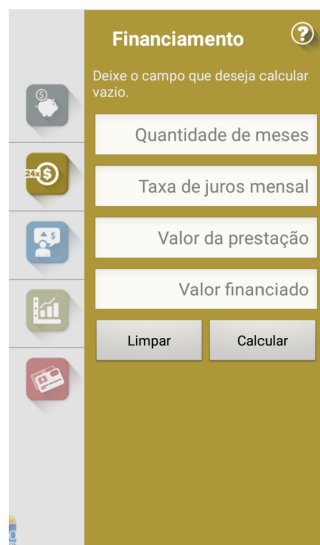 Financiamento
?
Deixe o campo que deseja calcular
vazio.
Quantidade de meses
24x$
Taxa de juros mensal
Valor da prestação
Valor financiado
Limpar
Calcular